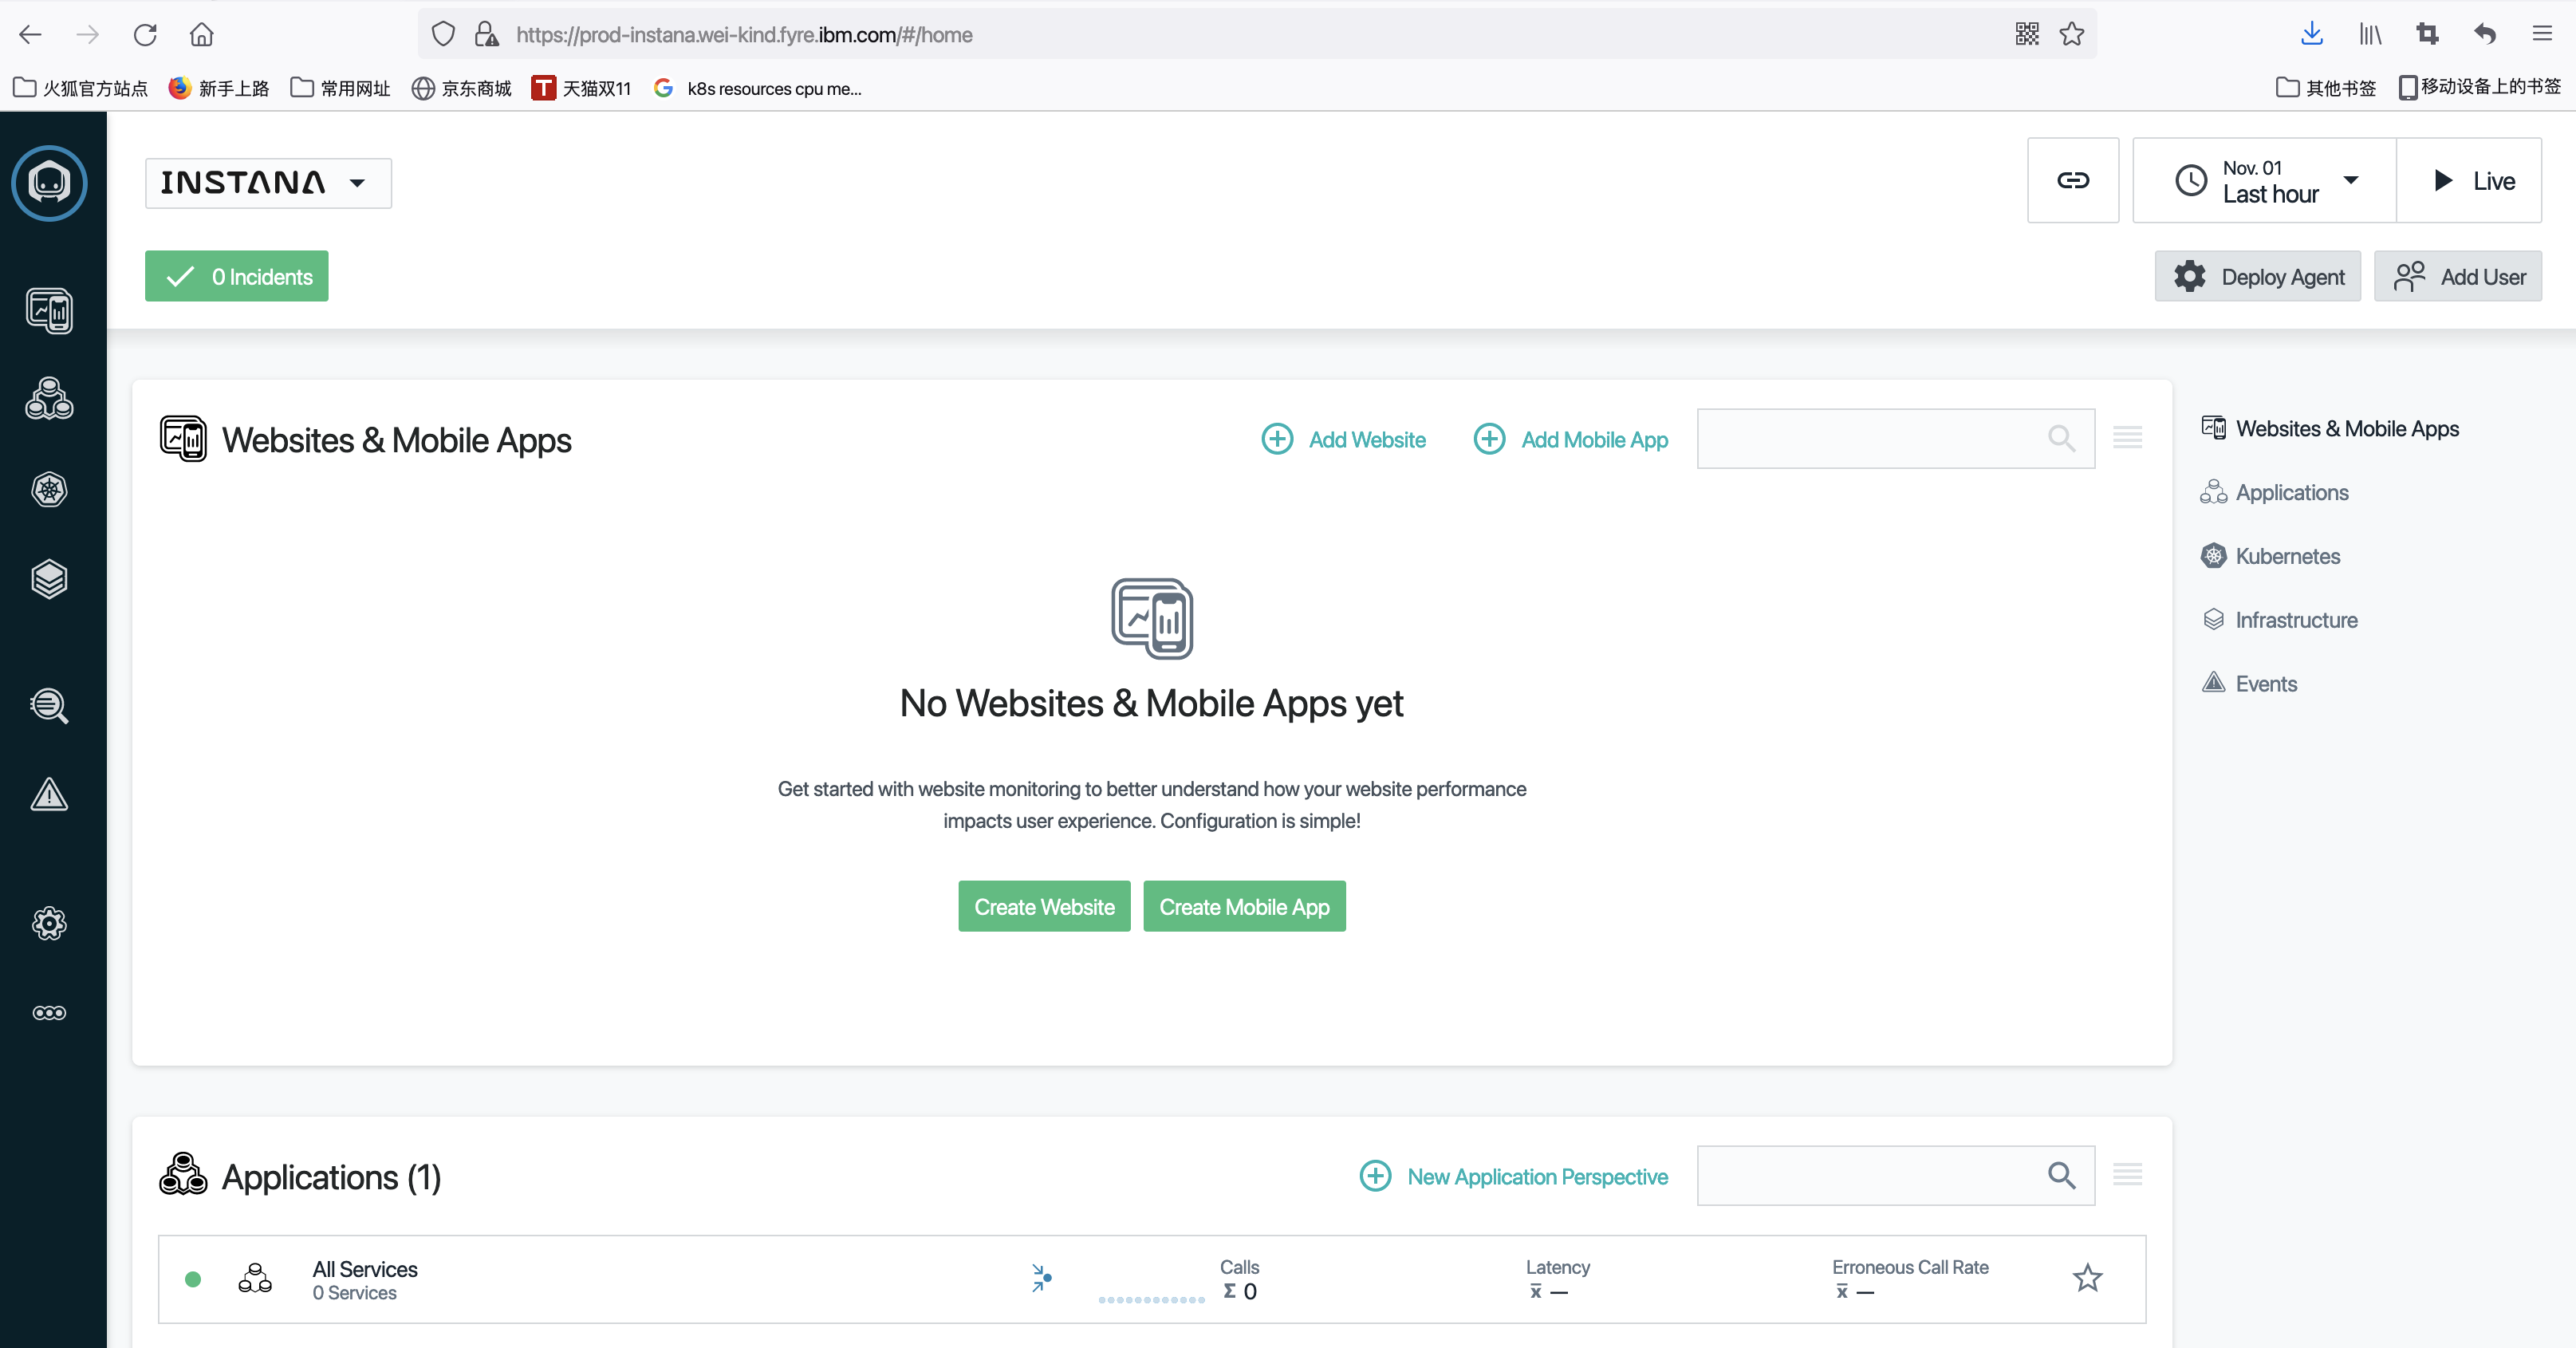 https://prod-instana.wei-kind.fyre.ibm.com/#/home
火狐官方站点 新手上路 常用网址 京东商城 T 天猫双11 G k8s resources cpu me... 其他书签 移动设备上的书签
INSTANA
Nov. 01
Last hour
Live
0 Incidents
Deploy Agent
Add User
Websites & Mobile Apps
Add Website
Add Mobile App
No Websites & Mobile Apps yet
Get started with website monitoring to better understand how your website performance
impacts user experience. Configuration is simple!
Create Website
Create Mobile App
Websites & Mobile Apps
Applications
Kubernetes
Infrastructure
Events
Applications (1)
New Application Perspective
All Services
0 Services
Calls
Σ 0
Latency
x̅ —
Erroneous Call Rate
x̅ —